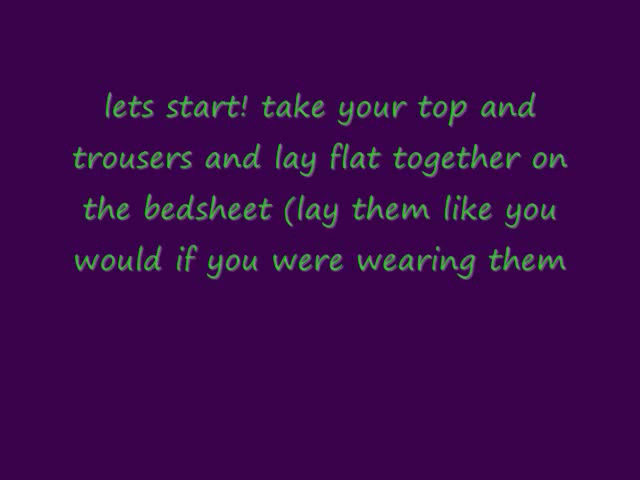 lets start! take your top and
trousers and lay flat together on
the bedsheet (lay them like you
would if you were wearing them